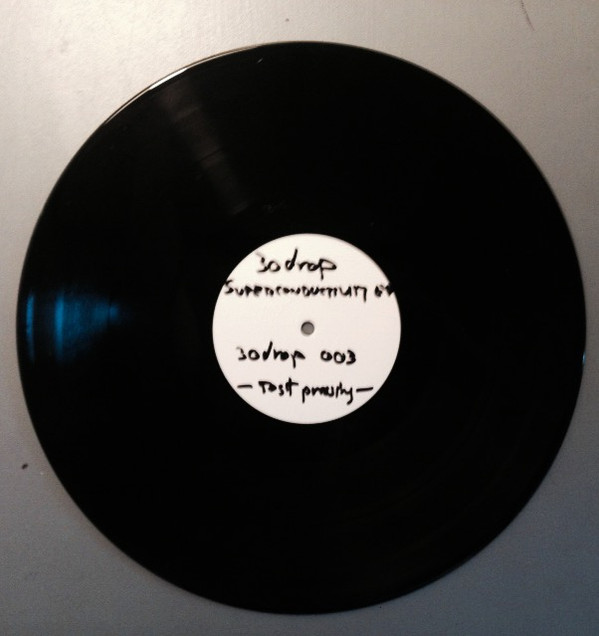 30drop
SUPERCONDUCTIVITY EP
30drop 003
- Test pressing -